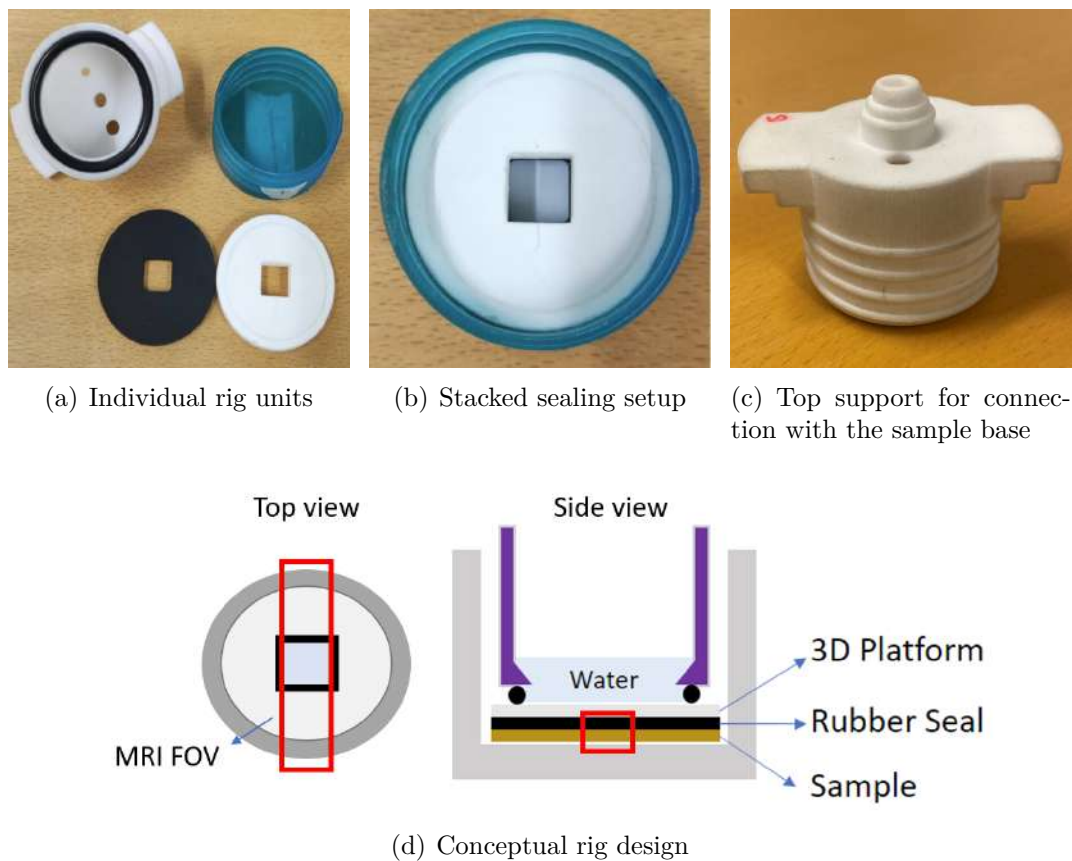 (a) Individual rig units
(b) Stacked sealing setup
(c) Top support for connec-
tion with the sample base
Top view
Side view
MRI FOV
Water
3D Platform
Rubber Seal
Sample
(d) Conceptual rig design